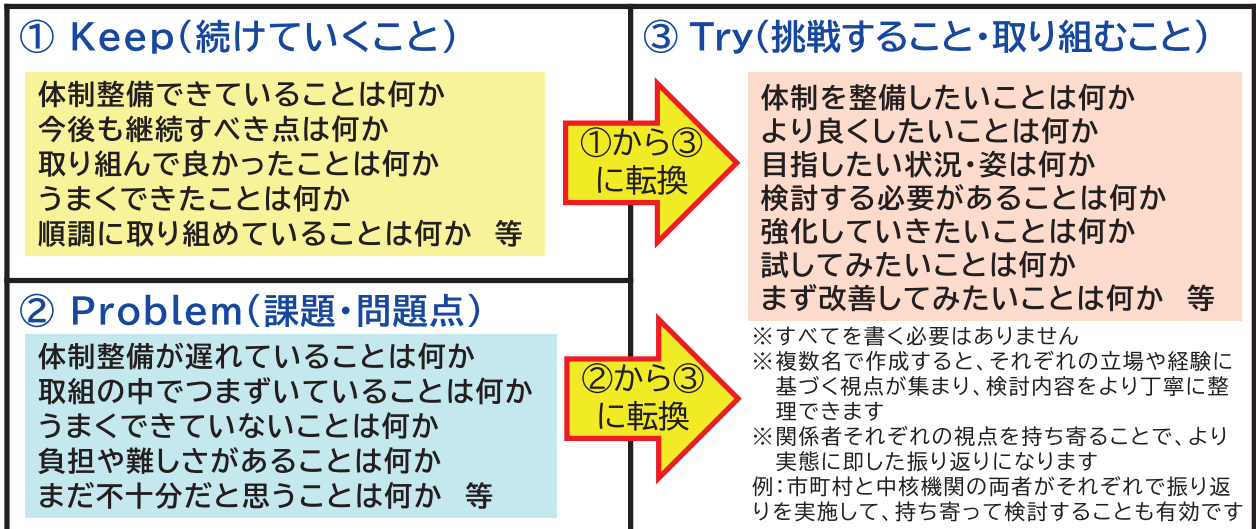 ① Keep(続けていくこと)
体制整備できていることは何か
今後も継続すべき点は何か
取り組んで良かったことは何か
うまくできたことは何か
順調に取り組めていることは何か 等
①から③
に転換
② Problem(課題・問題点)
体制整備が遅れていることは何か
取組の中でつまずいていることは何か
うまくできていないことは何か
負担や難しさがあることは何か
まだ不十分だと思うことは何か 等
②から③
に転換
③ Try(挑戦すること・取り組むこと)
体制を整備したいことは何か
より良くしたいことは何か
目指したい状況・姿は何か
検討する必要があることは何か
強化していきたいことは何か
試してみたいことは何か
まず改善してみたいことは何か 等
※すべてを書く必要はありません
※複数名で作成すると、それぞれの立場や経験に
基づく視点が集まり、検討内容をより丁寧に整
理できます
※関係者それぞれの視点を持ち寄ることで、より
実態に即した振り返りになります
例:市町村と中核機関の両者がそれぞれで振り返
りを実施して、持ち寄って検討することも有効です